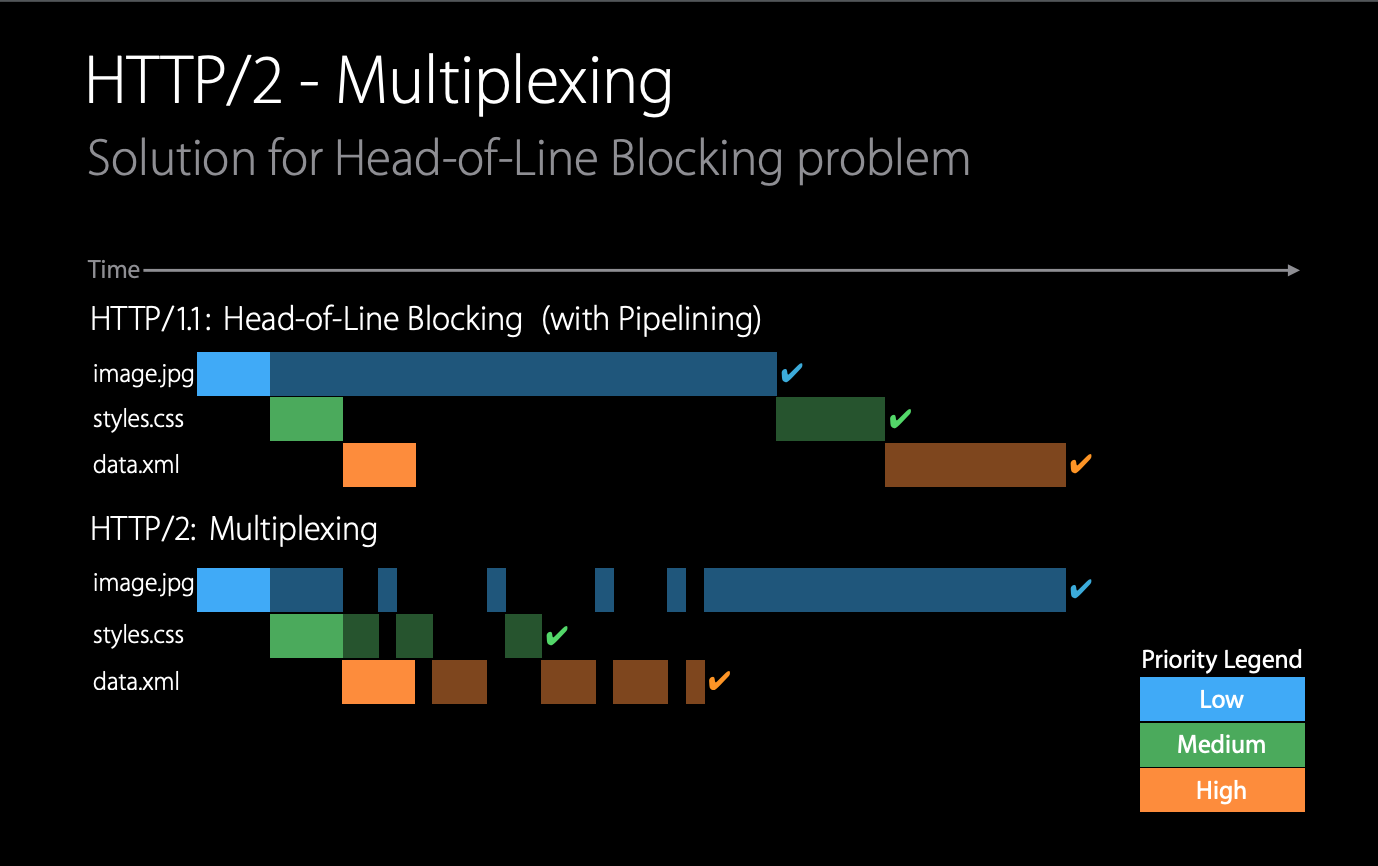 HTTP/2 - Multiplexing
Solution for Head-of-Line Blocking problem
Time
HTTP/1.1: Head-of-Line Blocking (with Pipelining)
image.jpg
styles.css
data.xml
HTTP/2: Multiplexing
image.jpg
styles.css
data.xml
Priority Legend
Low
Medium
High